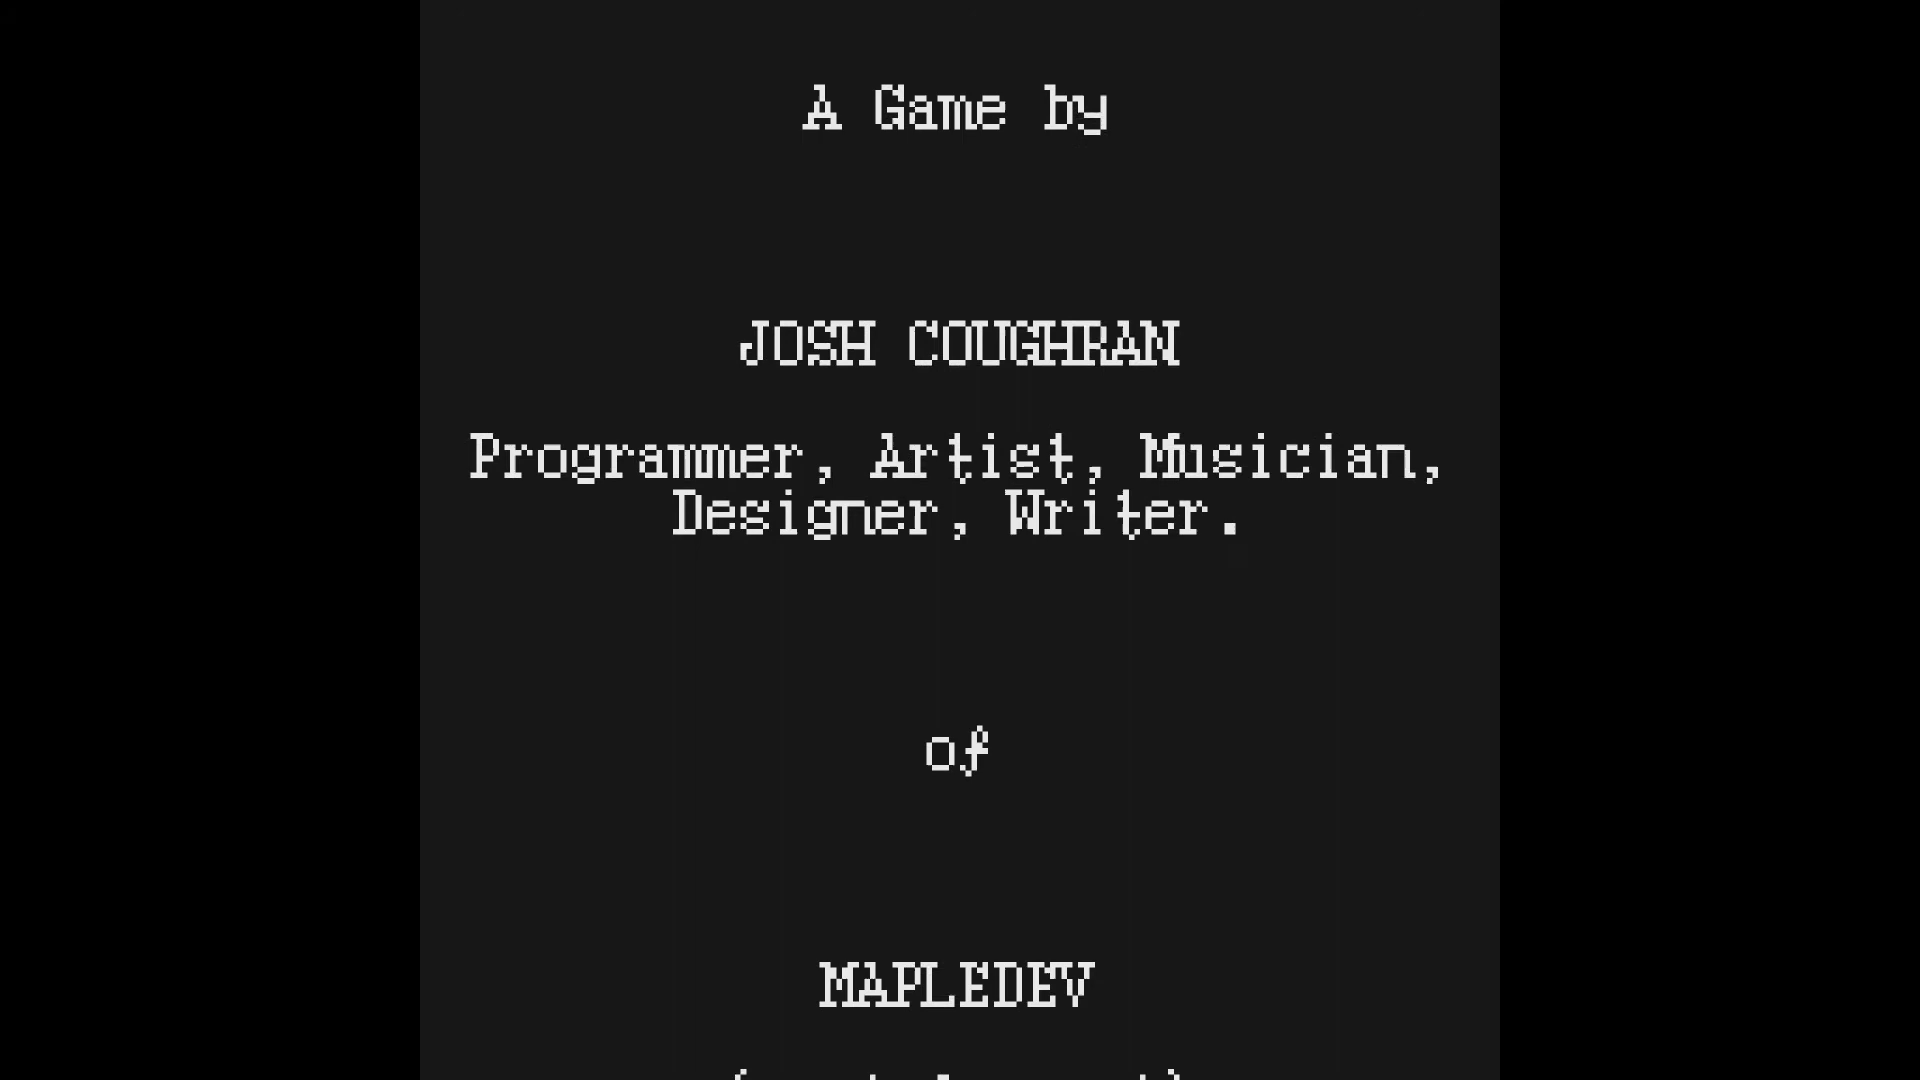 A Game by
JOSH COUGHRAN
Programmer, Artist, Musician,
Designer, Writer.
of
MAPLEDEV